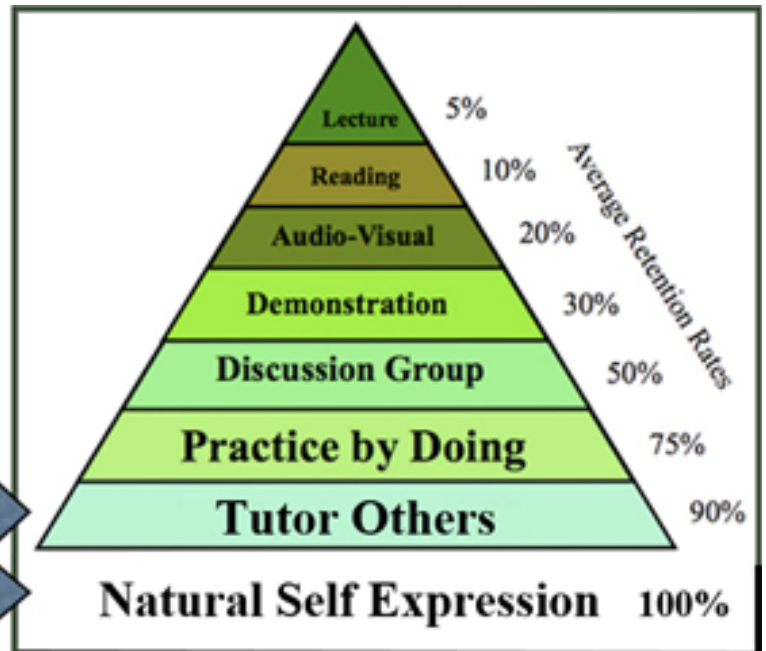 Lecture 5%
Reading 10%
Audio-Visual 20%
Demonstration 30%
Discussion Group 50%
Practice by Doing 75%
Tutor Others 90%
Natural Self Expression 100%
Average Retention Rates